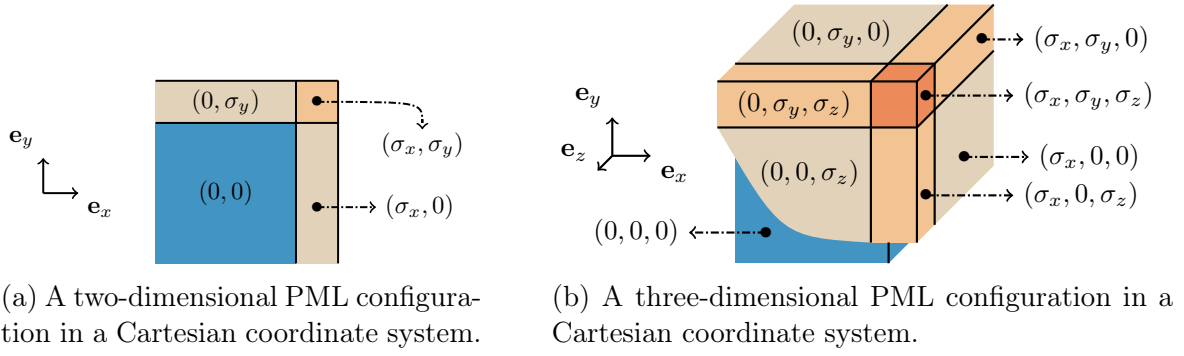 (0, σ_y)
(σ_x, σ_y)
e_y
(0, 0)
e_x
(σ_x, 0)
(a) A two-dimensional PML configura-
tion in a Cartesian coordinate system.
(0, σ_y, 0)
(σ_x, σ_y, 0)
e_y
(0, σ_y, σ_z)
(σ_x, σ_y, σ_z)
e_z
e_x
(0, 0, σ_z)
(σ_x, 0, 0)
(σ_x, 0, σ_z)
(0, 0, 0)
(b) A three-dimensional PML configuration in a
Cartesian coordinate system.